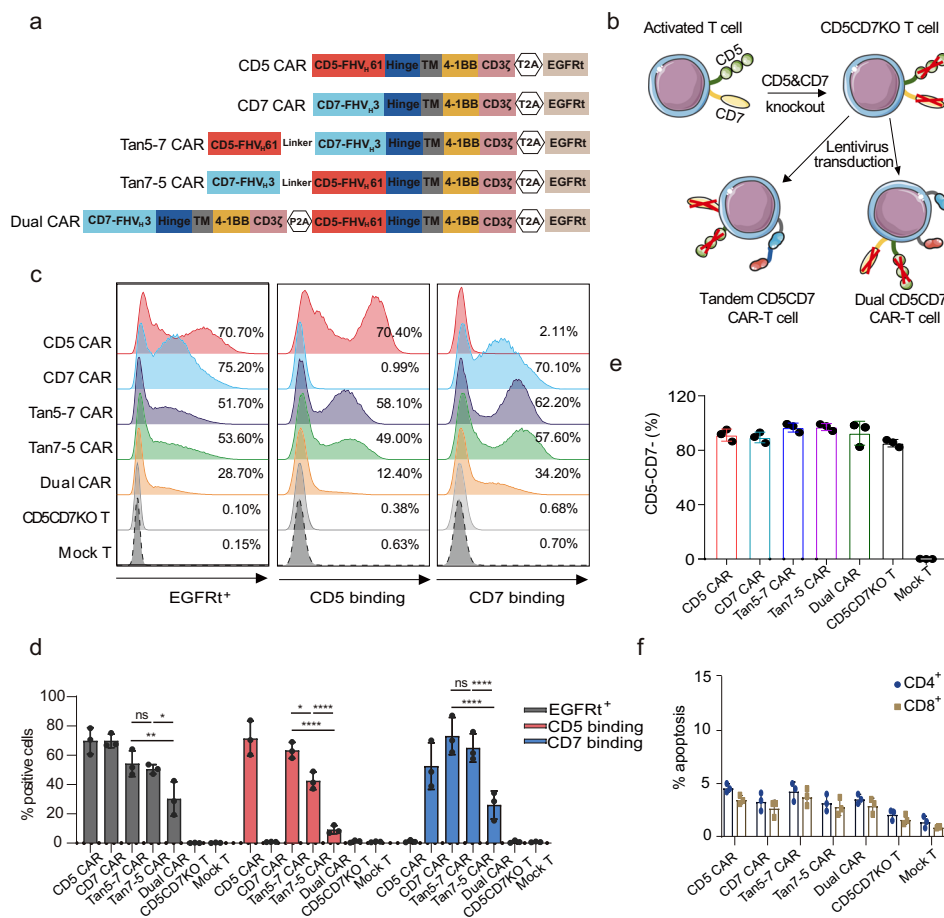 a
CD5 CAR CD5-FHVH61 Hinge TM 4-1BB CD3ζ T2A EGFRt
CD7 CAR CD7-FHVH3 Hinge TM 4-1BB CD3ζ T2A EGFRt
Tan5-7 CAR CD5-FHVH61 Linker CD7-FHVH3 Hinge TM 4-1BB CD3ζ T2A EGFRt
Tan7-5 CAR CD7-FHVH3 Linker CD5-FHVH61 Hinge TM 4-1BB CD3ζ T2A EGFRt
Dual CAR CD7-FHVH3 Hinge TM 4-1BB CD3ζ P2A CD5-FHVH61 Hinge TM 4-1BB CD3ζ T2A EGFRt
b
Activated T cell
CD5CD7KO T cell
CD5
CD7
CD5&CD7
knockout
Lentivirus
transduction
Tandem CD5CD7
CAR-T cell
Dual CD5CD7
CAR-T cell
c
CD5 CAR 70.70% 70.40% 2.11%
CD7 CAR 75.20% 0.99% 70.10%
Tan5-7 CAR 51.70% 58.10% 62.20%
Tan7-5 CAR 53.60% 49.00% 57.60%
Dual CAR 28.70% 12.40% 34.20%
CD5CD7KO T 0.10% 0.38% 0.68%
Mock T 0.15% 0.63% 0.70%
EGFRt+ CD5 binding CD7 binding
d
% positive cells
100
80
60
40
20
0
ns *
**
* ****
****
ns ****
****
EGFRt+
CD5 binding
CD7 binding
CD5 CAR
CD7 CAR
Tan5-7 CAR
Tan7-5 CAR
Dual CAR
CD5CD7KO T
Mock T
CD5 CAR
CD7 CAR
Tan5-7 CAR
Tan7-5 CAR
Dual CAR
CD5CD7KO T
Mock T
CD5 CAR
CD7 CAR
Tan5-7 CAR
Tan7-5 CAR
Dual CAR
CD5CD7KO T
Mock T
e
CD5-CD7- (%)
120
80
40
0
CD5 CAR
CD7 CAR
Tan5-7 CAR
Tan7-5 CAR
Dual CAR
CD5CD7KO T
Mock T
f
% apoptosis
15
10
5
0
CD4+
CD8+
CD5 CAR
CD7 CAR
Tan5-7 CAR
Tan7-5 CAR
Dual CAR
CD5CD7KO T
Mock T